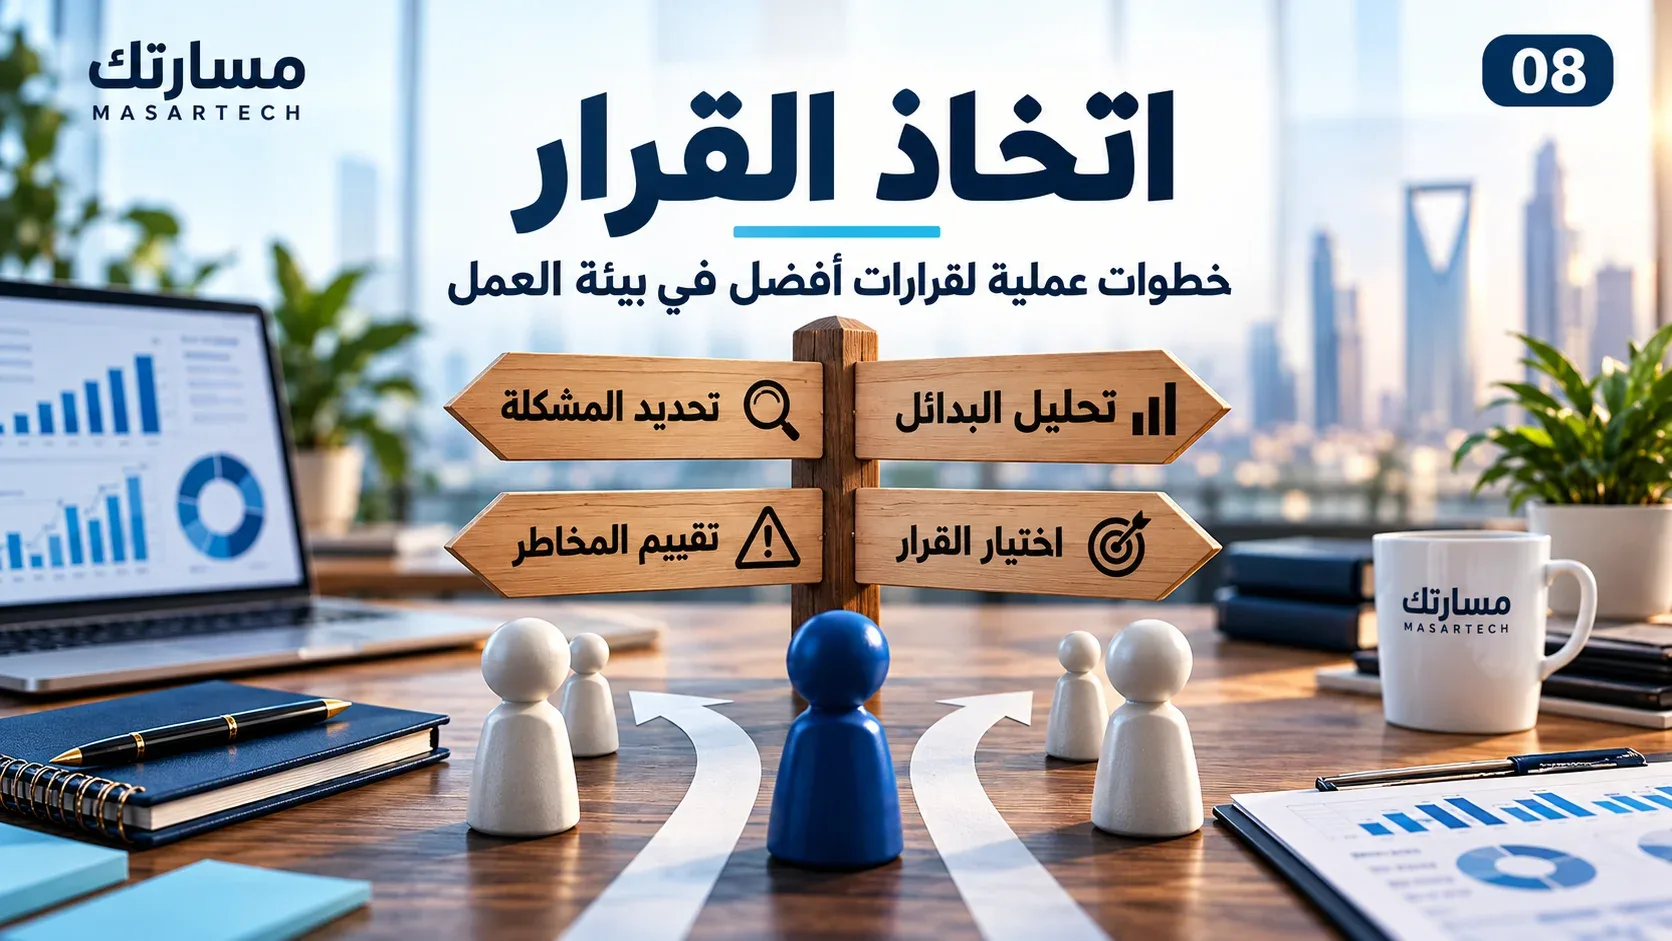 مسارتك
MASARTECH
08
اتخاذ القرار
خطوات عملية لقرارات أفضل في بيئة العمل
تحليل البدائل
تحديد المشكلة
اختيار القرار
تقييم المخاطر
مسارتك
MASARTECH